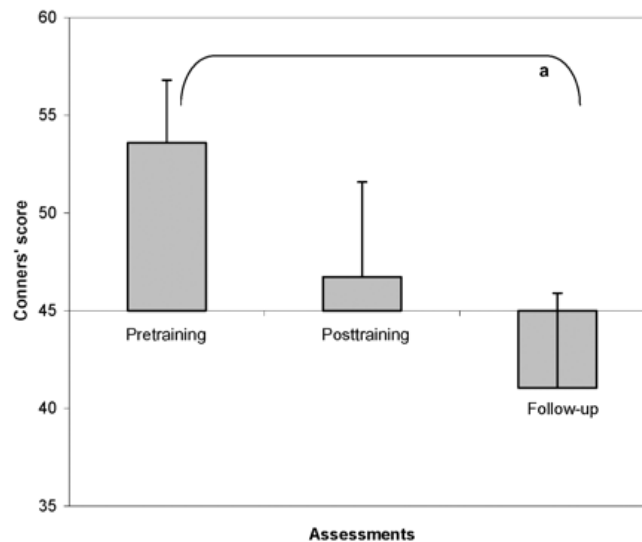 60
a
55
50
45
40
35
Conners' score
Pretraining
Posttraining
Follow-up
Assessments